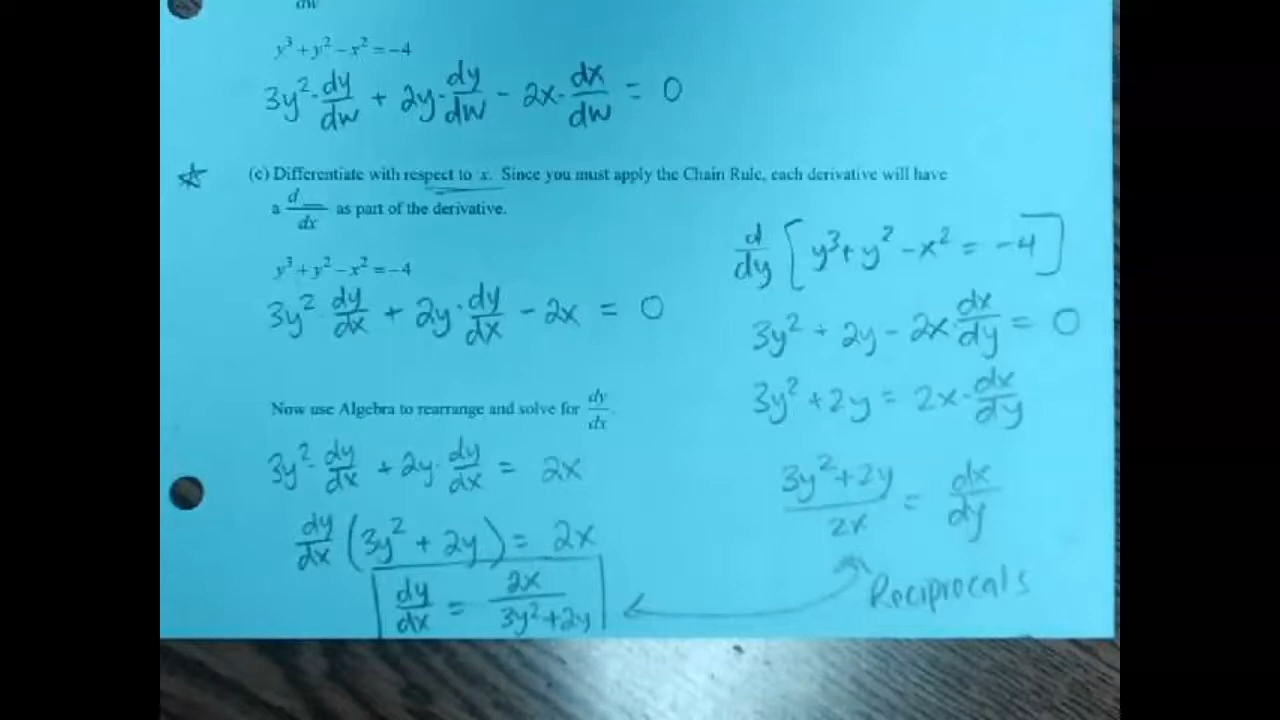 dw
y³ + y² − x² = −4
3y² · dy/dw + 2y · dy/dw − 2x · dx/dw = 0
☆ (c) Differentiate with respect to x. Since you must apply the Chain Rule, each derivative will have
a d__/dx as part of the derivative.
y³ + y² − x² = −4
3y² · dy/dx + 2y · dy/dx − 2x = 0
Now use Algebra to rearrange and solve for dy/dx.
3y² · dy/dx + 2y · dy/dx = 2x
dy/dx (3y² + 2y) = 2x
dy/dx = 2x/(3y² + 2y)
d/dy [y³ + y² − x² = −4]
3y² + 2y − 2x · dx/dy = 0
3y² + 2y = 2x · dx/dy
(3y² + 2y)/2x = dx/dy
Reciprocals